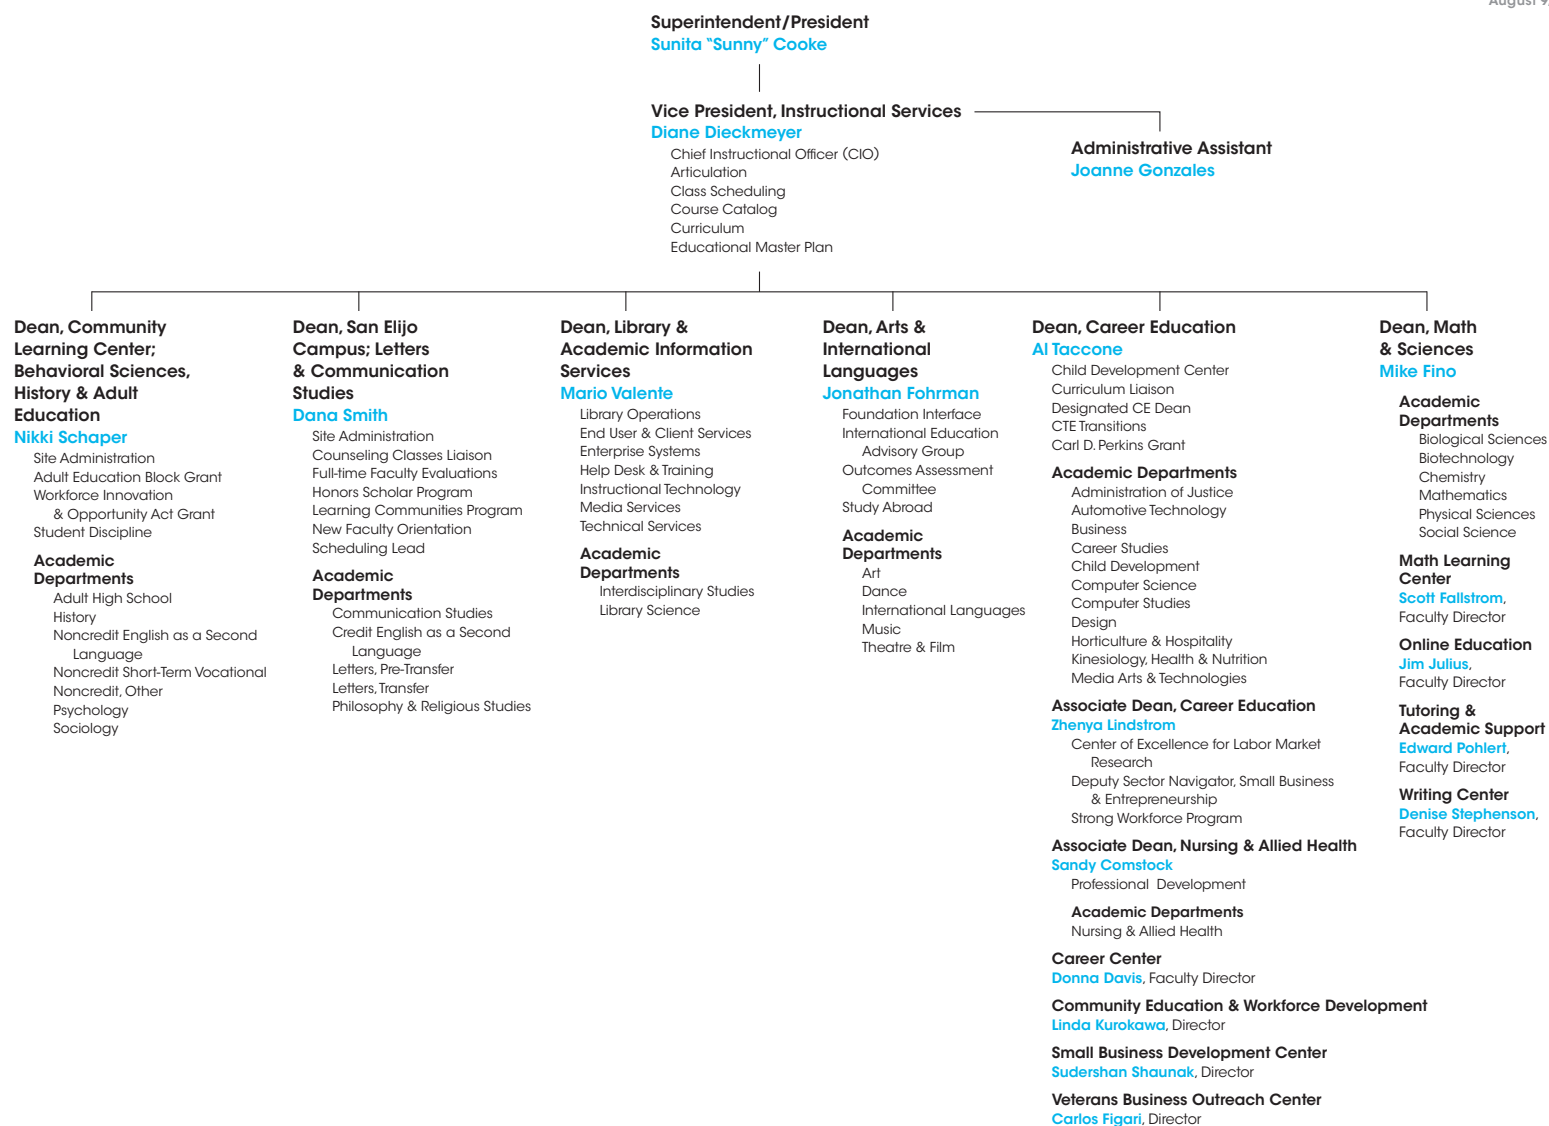 August 9,
Superintendent/President
Sunita “Sunny” Cooke
Vice President, Instructional Services
Diane Dieckmeyer
Chief Instructional Officer (CIO)
Articulation
Class Scheduling
Course Catalog
Curriculum
Educational Master Plan
Administrative Assistant
Joanne Gonzales
Dean, Community
Learning Center;
Behavioral Sciences,
History & Adult
Education
Nikki Schaper
Site Administration
Adult Education Block Grant
Workforce Innovation
& Opportunity Act Grant
Student Discipline
Academic
Departments
Adult High School
History
Noncredit English as a Second
Language
Noncredit Short-Term Vocational
Noncredit, Other
Psychology
Sociology
Dean, San Elijo
Campus; Letters
& Communication
Studies
Dana Smith
Site Administration
Counseling Classes Liaison
Full-time Faculty Evaluations
Honors Scholar Program
Learning Communities Program
New Faculty Orientation
Scheduling Lead
Academic
Departments
Communication Studies
Credit English as a Second
Language
Letters, Pre-Transfer
Letters, Transfer
Philosophy & Religious Studies
Dean, Library &
Academic Information
Services
Mario Valente
Library Operations
End User & Client Services
Enterprise Systems
Help Desk & Training
Instructional Technology
Media Services
Technical Services
Academic
Departments
Interdisciplinary Studies
Library Science
Dean, Arts &
International
Languages
Jonathan Fohrman
Foundation Interface
International Education
Advisory Group
Outcomes Assessment
Committee
Study Abroad
Academic
Departments
Art
Dance
International Languages
Music
Theatre & Film
Dean, Career Education
Al Taccone
Child Development Center
Curriculum Liaison
Designated CE Dean
CTE Transitions
Carl D. Perkins Grant
Academic Departments
Administration of Justice
Automotive Technology
Business
Career Studies
Child Development
Computer Science
Computer Studies
Design
Horticulture & Hospitality
Kinesiology, Health & Nutrition
Media Arts & Technologies
Associate Dean, Career Education
Zhenya Lindstrom
Center of Excellence for Labor Market
Research
Deputy Sector Navigator, Small Business
& Entrepreneurship
Strong Workforce Program
Associate Dean, Nursing & Allied Health
Sandy Comstock
Professional Development
Academic Departments
Nursing & Allied Health
Career Center
Donna Davis, Faculty Director
Community Education & Workforce Development
Linda Kurokawa, Director
Small Business Development Center
Sudershan Shaunak, Director
Veterans Business Outreach Center
Carlos Figari, Director
Dean, Math
& Sciences
Mike Fino
Academic
Departments
Biological Sciences
Biotechnology
Chemistry
Mathematics
Physical Sciences
Social Science
Math Learning
Center
Scott Fallstrom,
Faculty Director
Online Education
Jim Julius,
Faculty Director
Tutoring &
Academic Support
Edward Pohlert,
Faculty Director
Writing Center
Denise Stephenson,
Faculty Director